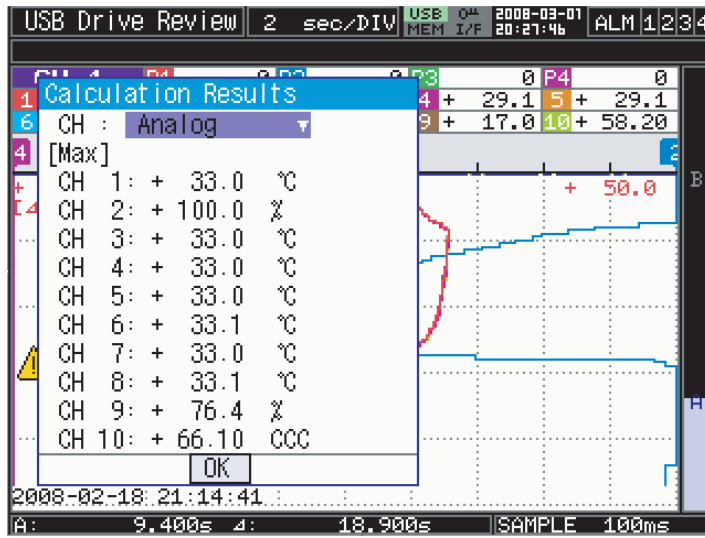 USB Drive Review 2 sec/DIV USB MEM I/F 2008-03-01 20:27:46 ALM 1 2 3 4
0 0 P3 0 P4 0
1 4 + 29.1 5 + 29.1
6 9 + 17.0 10 + 58.20
Calculation Results
CH : Analog
4 [Max] 2
CH 1: + 33.0 ℃
+ 50.0 B
CH 2: + 100.0 %
CH 3: + 33.0 ℃
CH 4: + 33.0 ℃
CH 5: + 33.0 ℃
CH 6: + 33.1 ℃
CH 7: + 33.0 ℃
CH 8: + 33.1 ℃
CH 9: + 76.4 %
A
CH 10: + 66.10 CCC
OK
2008-02-18 21:14:41
A: 9.400s ⊿: 18.900s SAMPLE 100ms